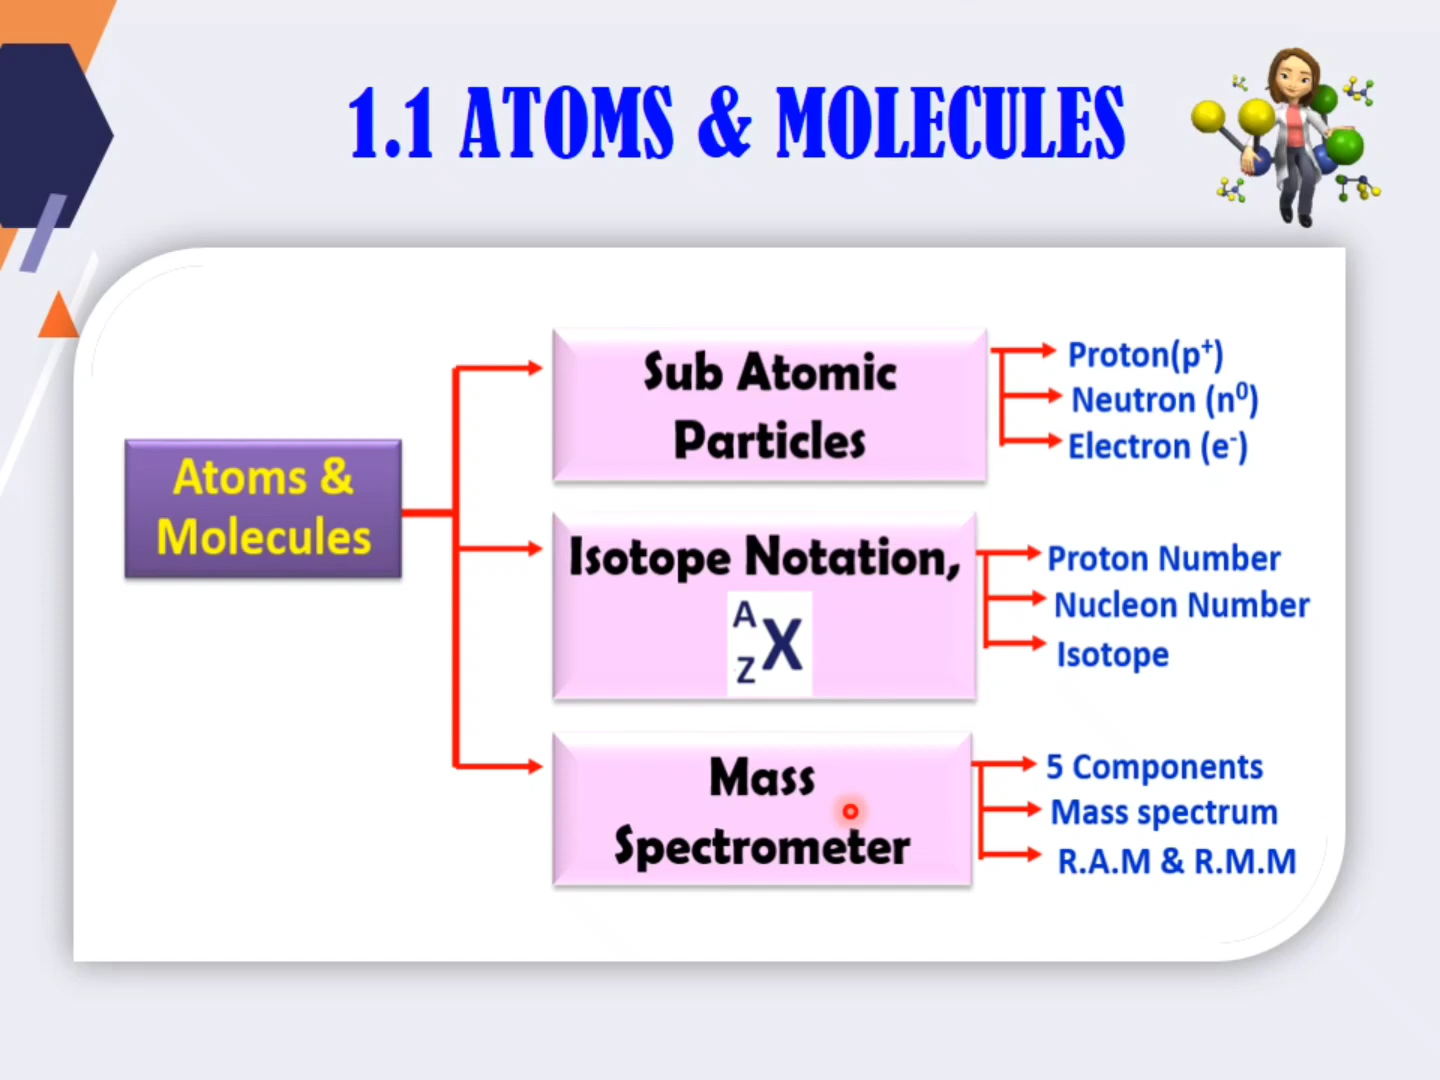 1.1 ATOMS & MOLECULES
Atoms &
Molecules
Sub Atomic
Particles
Proton(p⁺)
Neutron (n⁰)
Electron (e⁻)
Isotope Notation,
A
Z X
Proton Number
Nucleon Number
Isotope
Mass
Spectrometer
5 Components
Mass spectrum
R.A.M & R.M.M